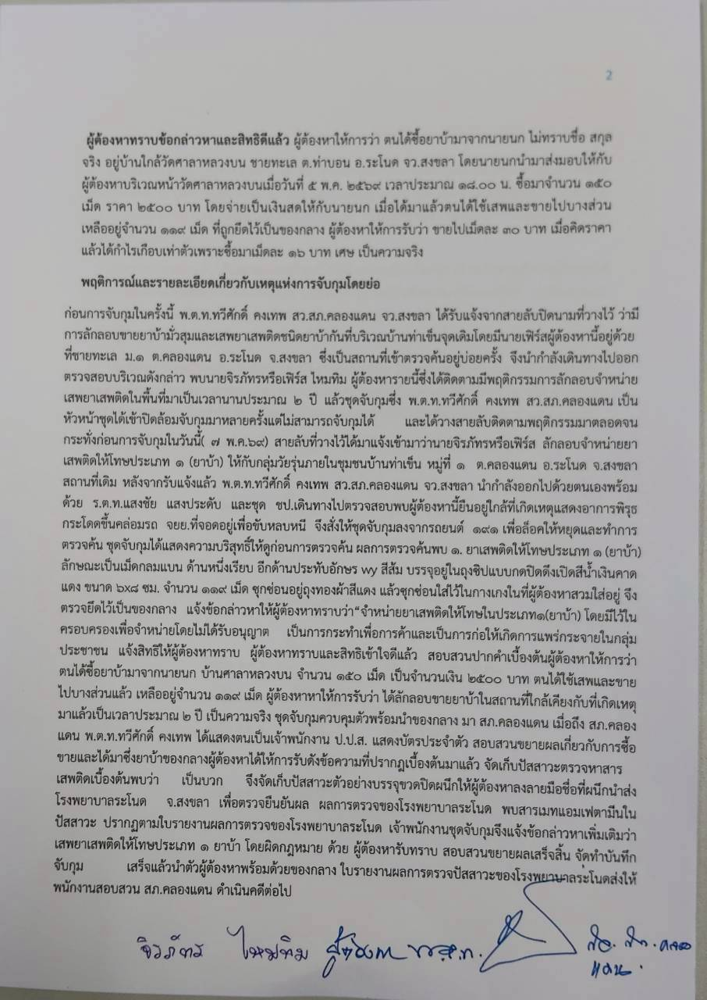 2
ผู้ต้องหาทราบข้อกล่าวหาและสิทธิดีแล้ว ผู้ต้องหาให้การว่า ตนได้ซื้อยาบ้ามาจากนายนก ไม่ทราบชื่อ สกุล
จริง อยู่บ้านใกล้วัดศาลาหลวงบน ชายทะเล ต.ท่าบอน อ.ระโนด จว.สงขลา โดยนายนกนำมาส่งมอบให้กับ
ผู้ต้องหาบริเวณหน้าวัดศาลาหลวงบนเมื่อวันที่ ๕ พ.ค. ๒๕๖๙ เวลาประมาณ ๑๘.๐๐ น. ซื้อมาจำนวน ๑๕๐
เม็ด ราคา ๒๕๐๐ บาท โดยจ่ายเป็นเงินสดให้กับนายนก เมื่อได้มาแล้วตนได้ใช้เสพและขายไปบางส่วน
เหลืออยู่จำนวน ๑๑๙ เม็ด ที่ถูกยึดไว้เป็นของกลาง ผู้ต้องหาให้การรับว่า ขายไปเม็ดละ ๓๐ บาท เมื่อคิดราคา
แล้วได้กำไรเกือบเท่าตัวเพราะซื้อมาเม็ดละ ๑๖ บาท เศษ เป็นความจริง
พฤติการณ์และรายละเอียดเกี่ยวกับเหตุแห่งการจับกุมโดยย่อ
ก่อนการจับกุมในครั้งนี้ พ.ต.ท.ทวีศักดิ์ คงเทพ สว.สภ.คลองแดน จว.สงขลา ได้รับแจ้งจากสายลับปิดนามที่วางไว้ ว่ามี
การลักลอบขายยาบ้ามั่วสุมและเสพยาเสพติดชนิดยาบ้ากันที่บริเวณบ้านท่าเข็นจุดเดิมโดยมีนายเฟิร์สผู้ต้องหานี้อยู่ด้วย
ที่ชายทะเล ม.๑ ต.คลองแดน อ.ระโนด จ.สงขลา ซึ่งเป็นสถานที่เข้าตรวจค้นอยู่บ่อยครั้ง จึงนำกำลังเดินทางไปออก
ตรวจสอบบริเวณดังกล่าว พบนายจิรภัทรหรือเฟิร์ส ไหมทิม ผู้ต้องหารายนี้ซึ่งได้ติดตามมีพฤติกรรมการลักลอบจำหน่าย
เสพยาเสพติดในพื้นที่มาเป็นเวลานานประมาณ ๒ ปี แล้วชุดจับกุมซึ่ง พ.ต.ท.ทวีศักดิ์ คงเทพ สว.สภ.คลองแดน เป็น
หัวหน้าชุดได้เข้าปิดล้อมจับกุมมาหลายครั้งแต่ไม่สามารถจับกุมได้ และได้วางสายลับติดตามพฤติกรรมมาตลอดจน
กระทั่งก่อนการจับกุมในวันนี้( ๗ พ.ค.๖๙) สายลับที่วางไว้ได้มาแจ้งเข้ามาว่านายจิรภัทรหรือเฟิร์ส ลักลอบจำหน่ายยา
เสพติดให้โทษประเภท ๑ (ยาบ้า) ให้กับกลุ่มวัยรุ่นภายในชุมชนบ้านท่าเข็น หมู่ที่ ๑ ต.คลองแดน อ.ระโนด จ.สงขลา
สถานที่เดิม หลังจากรับแจ้งแล้ว พ.ต.ท.ทวีศักดิ์ คงเทพ สว.สภ.คลองแดน จว.สงขลา นำกำลังออกไปด้วยตนเองพร้อม
ด้วย ร.ต.ท.แสงชัย แสงประดับ และชุด ชป.เดินทางไปตรวจสอบพบผู้ต้องหานี้ยืนอยู่ใกล้ที่เกิดเหตุแสดงอาการพิรุธ
กระโดดขึ้นคล่อมรถ จยย.ที่จอดอยู่เพื่อขับหลบหนี จึงสั่งให้ชุดจับกุมลงจากรถยนต์ ๑๙๑ เพื่อล็อคให้หยุดและทำการ
ตรวจค้น ชุดจับกุมได้แสดงความบริสุทธิ์ให้ดูก่อนการตรวจค้น ผลการตรวจค้นพบ ๑. ยาเสพติดให้โทษประเภท ๑ (ยาบ้า)
ลักษณะเป็นเม็ดกลมแบน ด้านหนึ่งเรียบ อีกด้านประทับอักษร wy สีส้ม บรรจุอยู่ในถุงซิปแบบกดปิดดึงเปิดสีน้ำเงินคาด
แดง ขนาด ๖x๘ ซม. จำนวน ๑๑๙ เม็ด ซุกซ่อนอยู่ถุงทองผ้าสีแดง แล้วซุกซ่อนใส่ไว้ในกางเกงในที่ผู้ต้องหาสวมใส่อยู่ จึง
ตรวจยึดไว้เป็นของกลาง แจ้งข้อกล่าวหาให้ผู้ต้องหาทราบว่า“จำหน่ายยาเสพติดให้โทษในประเภท๑(ยาบ้า) โดยมีไว้ใน
ครอบครองเพื่อจำหน่ายโดยไม่ได้รับอนุญาต เป็นการกระทำเพื่อการค้าและเป็นการก่อให้เกิดการแพร่กระจายในกลุ่ม
ประชาชน แจ้งสิทธิให้ผู้ต้องหาทราบ ผู้ต้องหาทราบและสิทธิเข้าใจดีแล้ว สอบสวนปากคำเบื้องต้นผู้ต้องหาให้การว่า
ตนได้ซื้อยาบ้ามาจากนายนก บ้านศาลาหลวงบน จำนวน ๑๕๐ เม็ด เป็นจำนวนเงิน ๒๕๐๐ บาท ตนได้ใช้เสพและขาย
ไปบางส่วนแล้ว เหลืออยู่จำนวน ๑๑๙ เม็ด ผู้ต้องหาหาให้การรับว่า ได้ลักลอบขายยาบ้าในสถานที่ใกล้เคียงกับที่เกิดเหตุ
มาแล้วเป็นเวลาประมาณ ๒ ปี เป็นความจริง ชุดจับกุมควบคุมตัวพร้อมนำของกลาง มา สภ.คลองแดน เมื่อถึง สภ.คลอง
แดน พ.ต.ท.ทวีศักดิ์ คงเทพ ได้แสดงตนเป็นเจ้าพนักงาน ป.ป.ส. แสดงบัตรประจำตัว สอบสวนขยายผลเกี่ยวกับการซื้อ
ขายและได้มาซึ่งยาบ้าของกลางผู้ต้องหาได้ให้การรับดังข้อความที่ปรากฏเบื้องต้นมาแล้ว จัดเก็บปัสสาวะตรวจหาสาร
เสพติดเบื้องต้นพบว่า เป็นบวก จึงจัดเก็บปัสสาวะตัวอย่างบรรจุขวดปิดผนึกให้ผู้ต้องหาลงลายมือชื่อที่ผนึกนำส่ง
โรงพยาบาลระโนด จ.สงขลา เพื่อตรวจยืนยันผล ผลการตรวจของโรงพยาบาลระโนด พบสารเมทแอมเฟตามีนใน
ปัสสาวะ ปรากฏตามใบรายงานผลการตรวจของโรงพยาบาลระโนด เจ้าพนักงานชุดจับกุมจึงแจ้งข้อกล่าวหาเพิ่มเติมว่า
เสพยาเสพติดให้โทษประเภท ๑ ยาบ้า โดยผิดกฎหมาย ด้วย ผู้ต้องหารับทราบ สอบสวนขยายผลเสร็จสิ้น จัดทำบันทึก
จับกุม เสร็จแล้วนำตัวผู้ต้องหาพร้อมด้วยของกลาง ใบรายงานผลการตรวจปัสสาวะของโรงพยาบาลระโนดส่งให้
พนักงานสอบสวน สภ.คลองแดน ดำเนินคดีต่อไป
จิรภัทร ไหมทิม ผู้ต้องหา